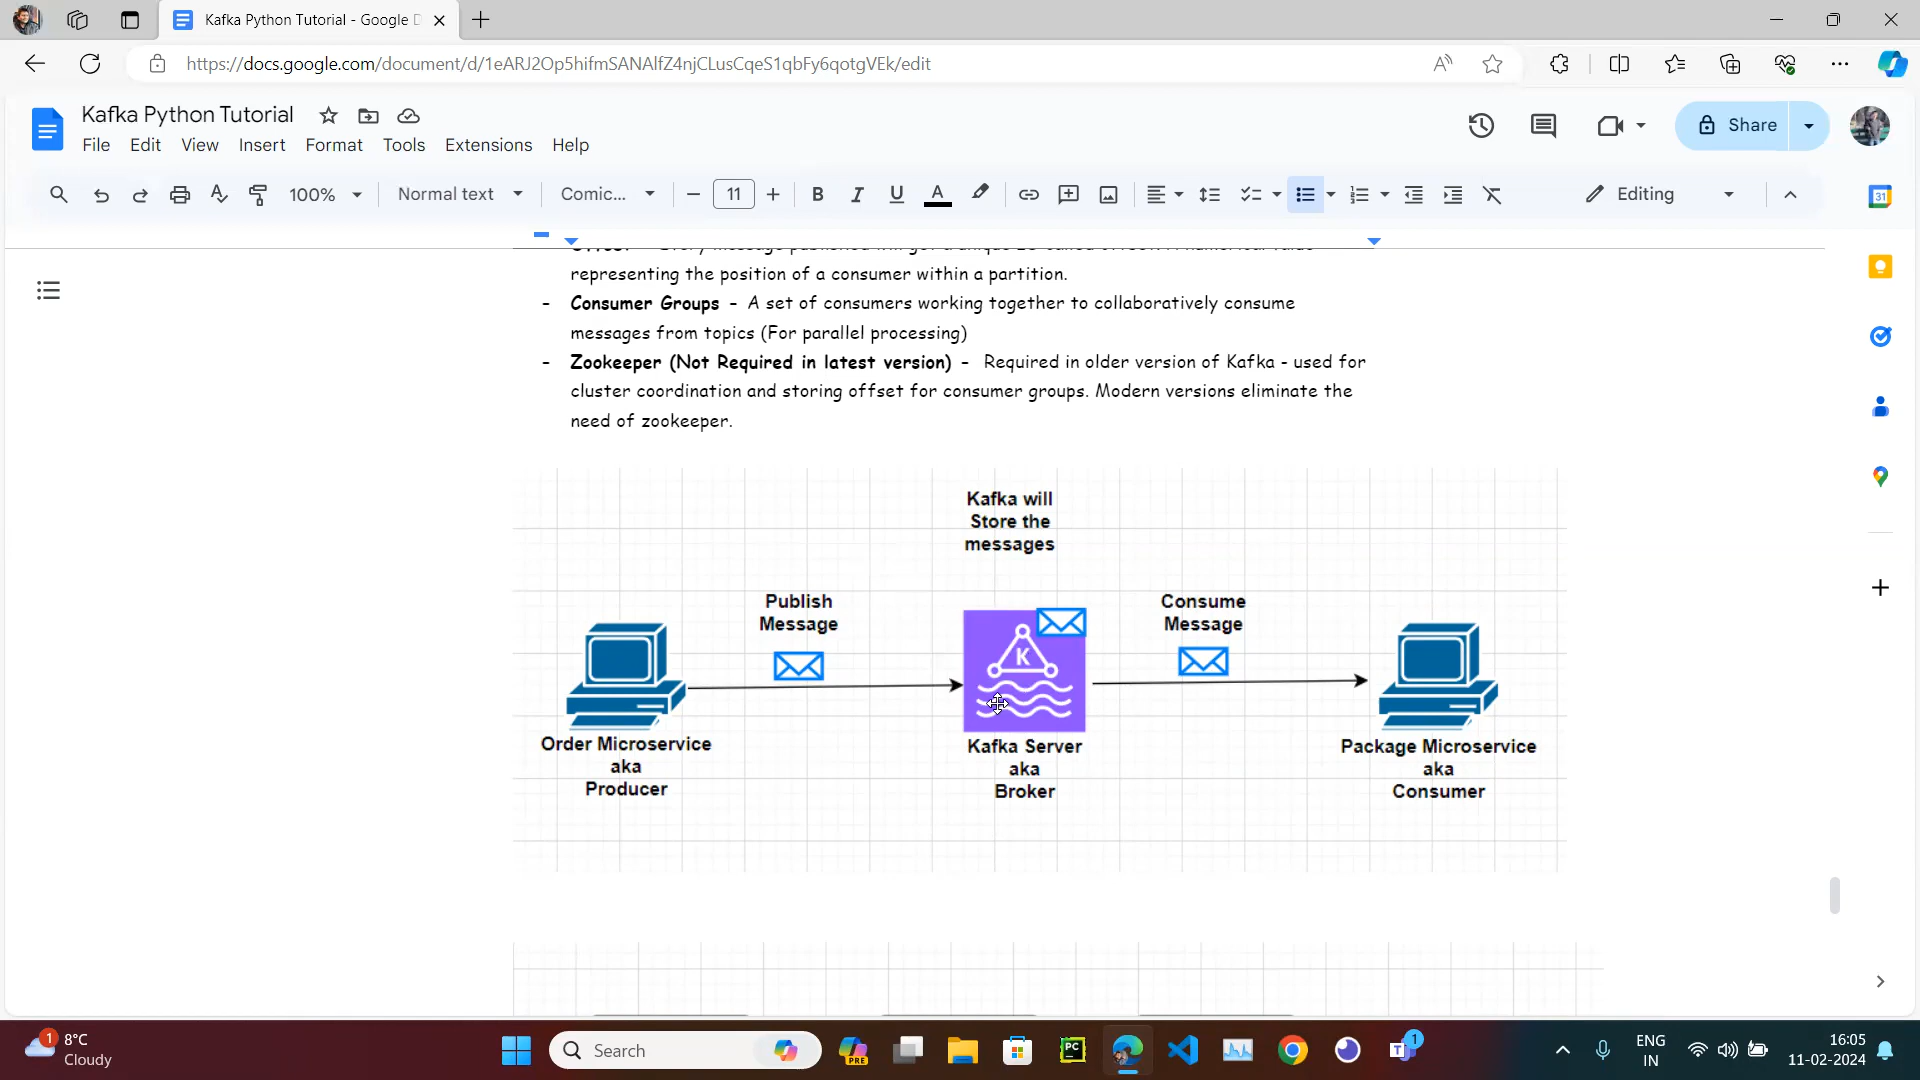 Kafka Python Tutorial - Google D
https://docs.google.com/document/d/1eARJ2Op5hifmSANAlfZ4njCLusCqeS1qbFy6qotgVEk/edit
Kafka Python Tutorial
File Edit View Insert Format Tools Extensions Help
Share
100% Normal text Comic... 11 B I U A Editing
31
representing the position of a consumer within a partition.
- Consumer Groups - A set of consumers working together to collaboratively consume
messages from topics (For parallel processing)
- Zookeeper (Not Required in latest version) - Required in older version of Kafka - used for
cluster coordination and storing offset for consumer groups. Modern versions eliminate the
need of zookeeper.
Kafka will
Store the
messages
Publish
Message
Consume
Message
K
Order Microservice
aka
Producer
Kafka Server
aka
Broker
Package Microservice
aka
Consumer
1
8°C
Cloudy
Search
PRE
PC
1
ENG
IN
16:05
11-02-2024